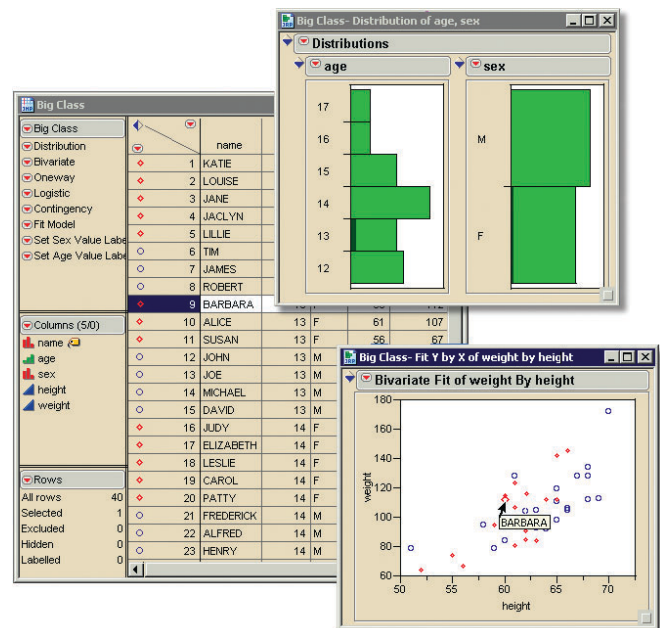 Big Class- Distribution of age, sex
Distributions
age
sex
17
16
15
14
13
12
M
F
Big Class
Big Class
Distribution
Bivariate
Oneway
Logistic
Contingency
Fit Model
Set Sex Value Labe
Set Age Value Labe
Columns (5/0)
name
age
sex
height
weight
Rows
All rows 40
Selected 1
Excluded 0
Hidden 0
Labelled 0
name
1 KATIE
2 LOUISE
3 JANE
4 JACLYN
5 LILLIE
6 TIM
7 JAMES
8 ROBERT
9 BARBARA
10 ALICE 13 F 61 107
11 SUSAN 13 F 56 67
12 JOHN 13 M
13 JOE 13 M
14 MICHAEL 13 M
15 DAVID 13 M
16 JUDY 14 F
17 ELIZABETH 14 F
18 LESLIE 14 F
19 CAROL 14 F
20 PATTY 14 F
21 FREDERICK 14 M
22 ALFRED 14 M
23 HENRY 14 M
Big Class- Fit Y by X of weight by height
Bivariate Fit of weight By height
180
160
140
120
100
80
60
weight
BARBARA
50 55 60 65 70
height